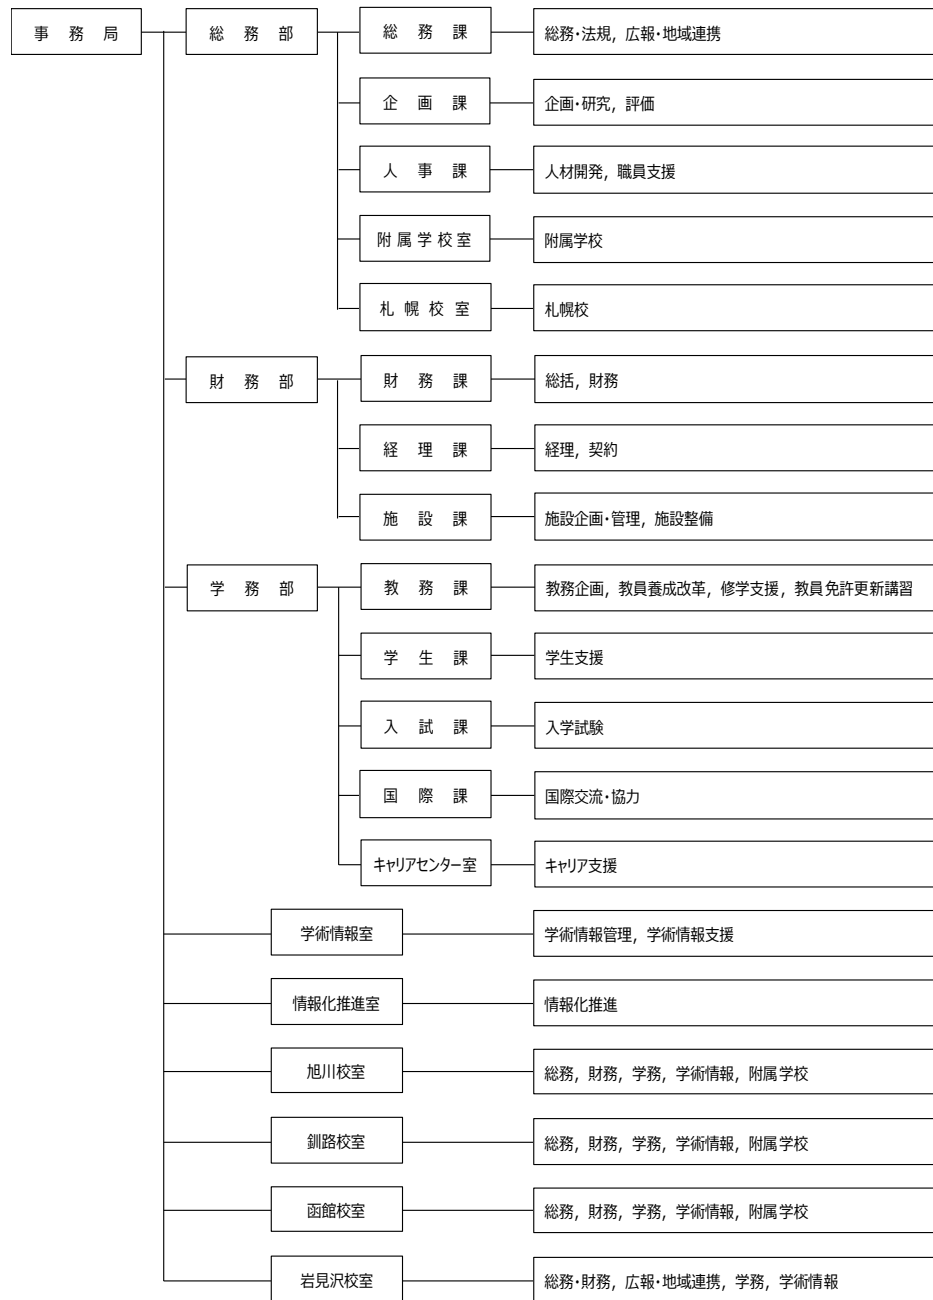 事務局
総務部
総務課
総務・法規，広報・地域連携
企画課
企画・研究，評価
人事課
人材開発，職員支援
附属学校室
附属学校
札幌校室
札幌校
財務部
財務課
総括，財務
経理課
経理，契約
施設課
施設企画・管理，施設整備
学務部
教務課
教務企画，教員養成改革，修学支援，教員免許更新講習
学生課
学生支援
入試課
入学試験
国際課
国際交流・協力
キャリアセンター室
キャリア支援
学術情報室
学術情報管理，学術情報支援
情報化推進室
情報化推進
旭川校室
総務，財務，学務，学術情報，附属学校
釧路校室
総務，財務，学務，学術情報，附属学校
函館校室
総務，財務，学務，学術情報，附属学校
岩見沢校室
総務・財務，広報・地域連携，学務，学術情報